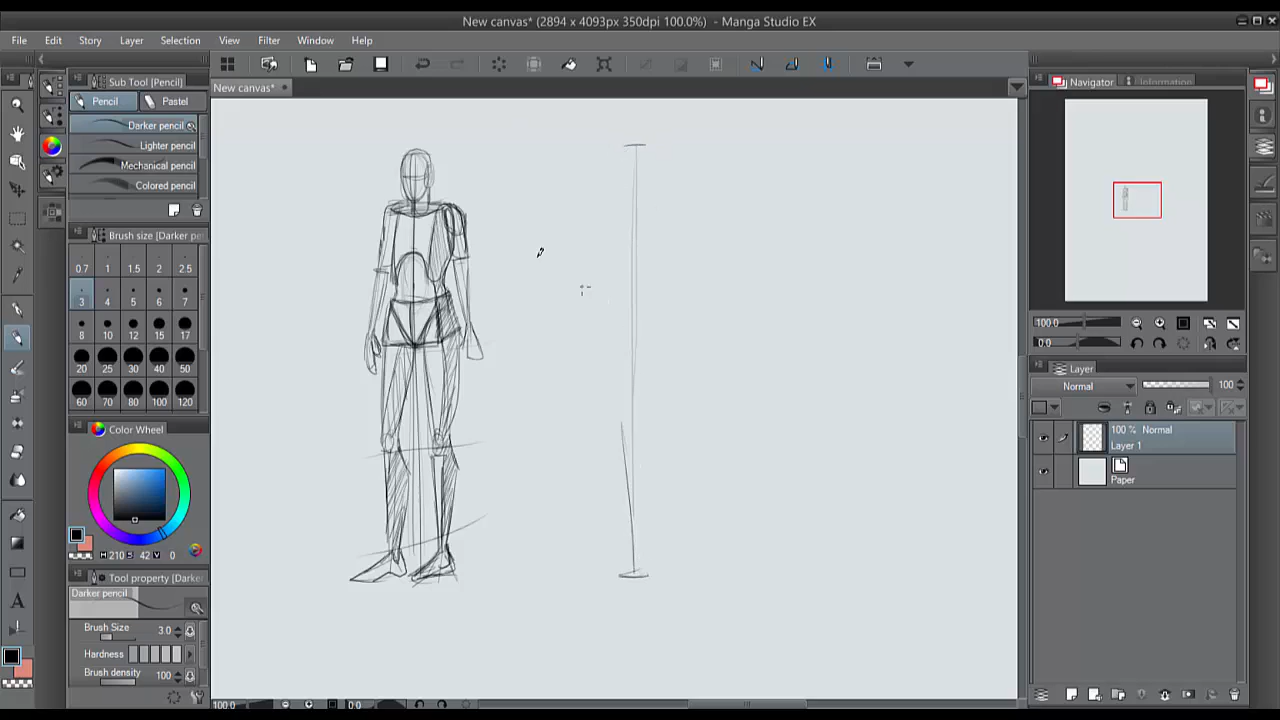 New canvas* (2894 x 4093px 350dpi 100.0%) - Manga Studio EX
File Edit Story Layer Selection View Filter Window Help
Sub Tool [Pencil]
Pencil Pastel
Darker pencil
Lighter pencil
Mechanical pencil
Colored pencil
Brush size [Darker pe
0.7 1 1.5 2 2.5
3 4 5 6 7
8 10 12 15 17
20 25 30 40 50
60 70 80 100 120
Color Wheel
H 210 S 42 V 0
Tool property [Darker
Darker pencil
Brush Size 3.0
Hardness
Brush density 100
New canvas*
100.0 0.0
Navigator Information
100.0
0.0
Layer
Normal 100
100 % Normal
Layer 1
Paper